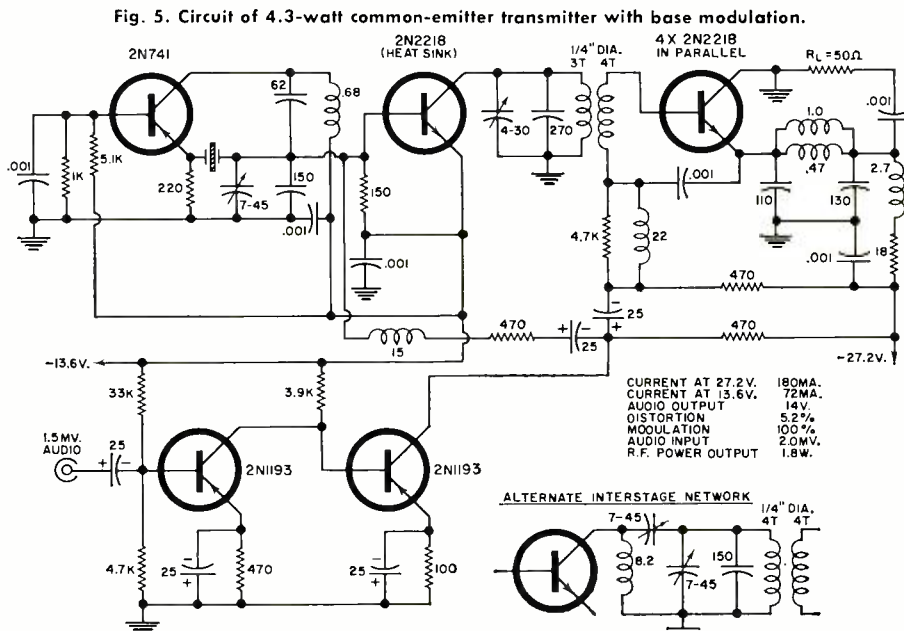 Fig. 5. Circuit of 4.3-watt common-emitter transmitter with base modulation.
2N741
2N2218
(HEAT SINK)
4 X 2N2218
IN PARALLEL
1/4" DIA.
3T 4T
RL=50Ω
.001
1K
5.1K
220
62
.68
7-45
150
.001
150
.001
4-30
270
4.7K
22
.001
1.0
.47
110
130
2.7
.001
18
.001
470
25
470
-27.2V.
15
470
25
-13.6V.
33K
3.9K
1.5MV.
AUDIO
25
2N1193
2N1193
4.7K
25
470
25
100
CURRENT AT 27.2V. 180MA.
CURRENT AT 13.6V. 72MA.
AUDIO OUTPUT 14V.
DISTORTION 5.2%
MODULATION 100%
AUDIO INPUT 2.0MV.
R.F. POWER OUTPUT 1.8W.
ALTERNATE INTERSTAGE NETWORK
7-45
8.2
7-45
150
1/4" DIA.
4T 4T